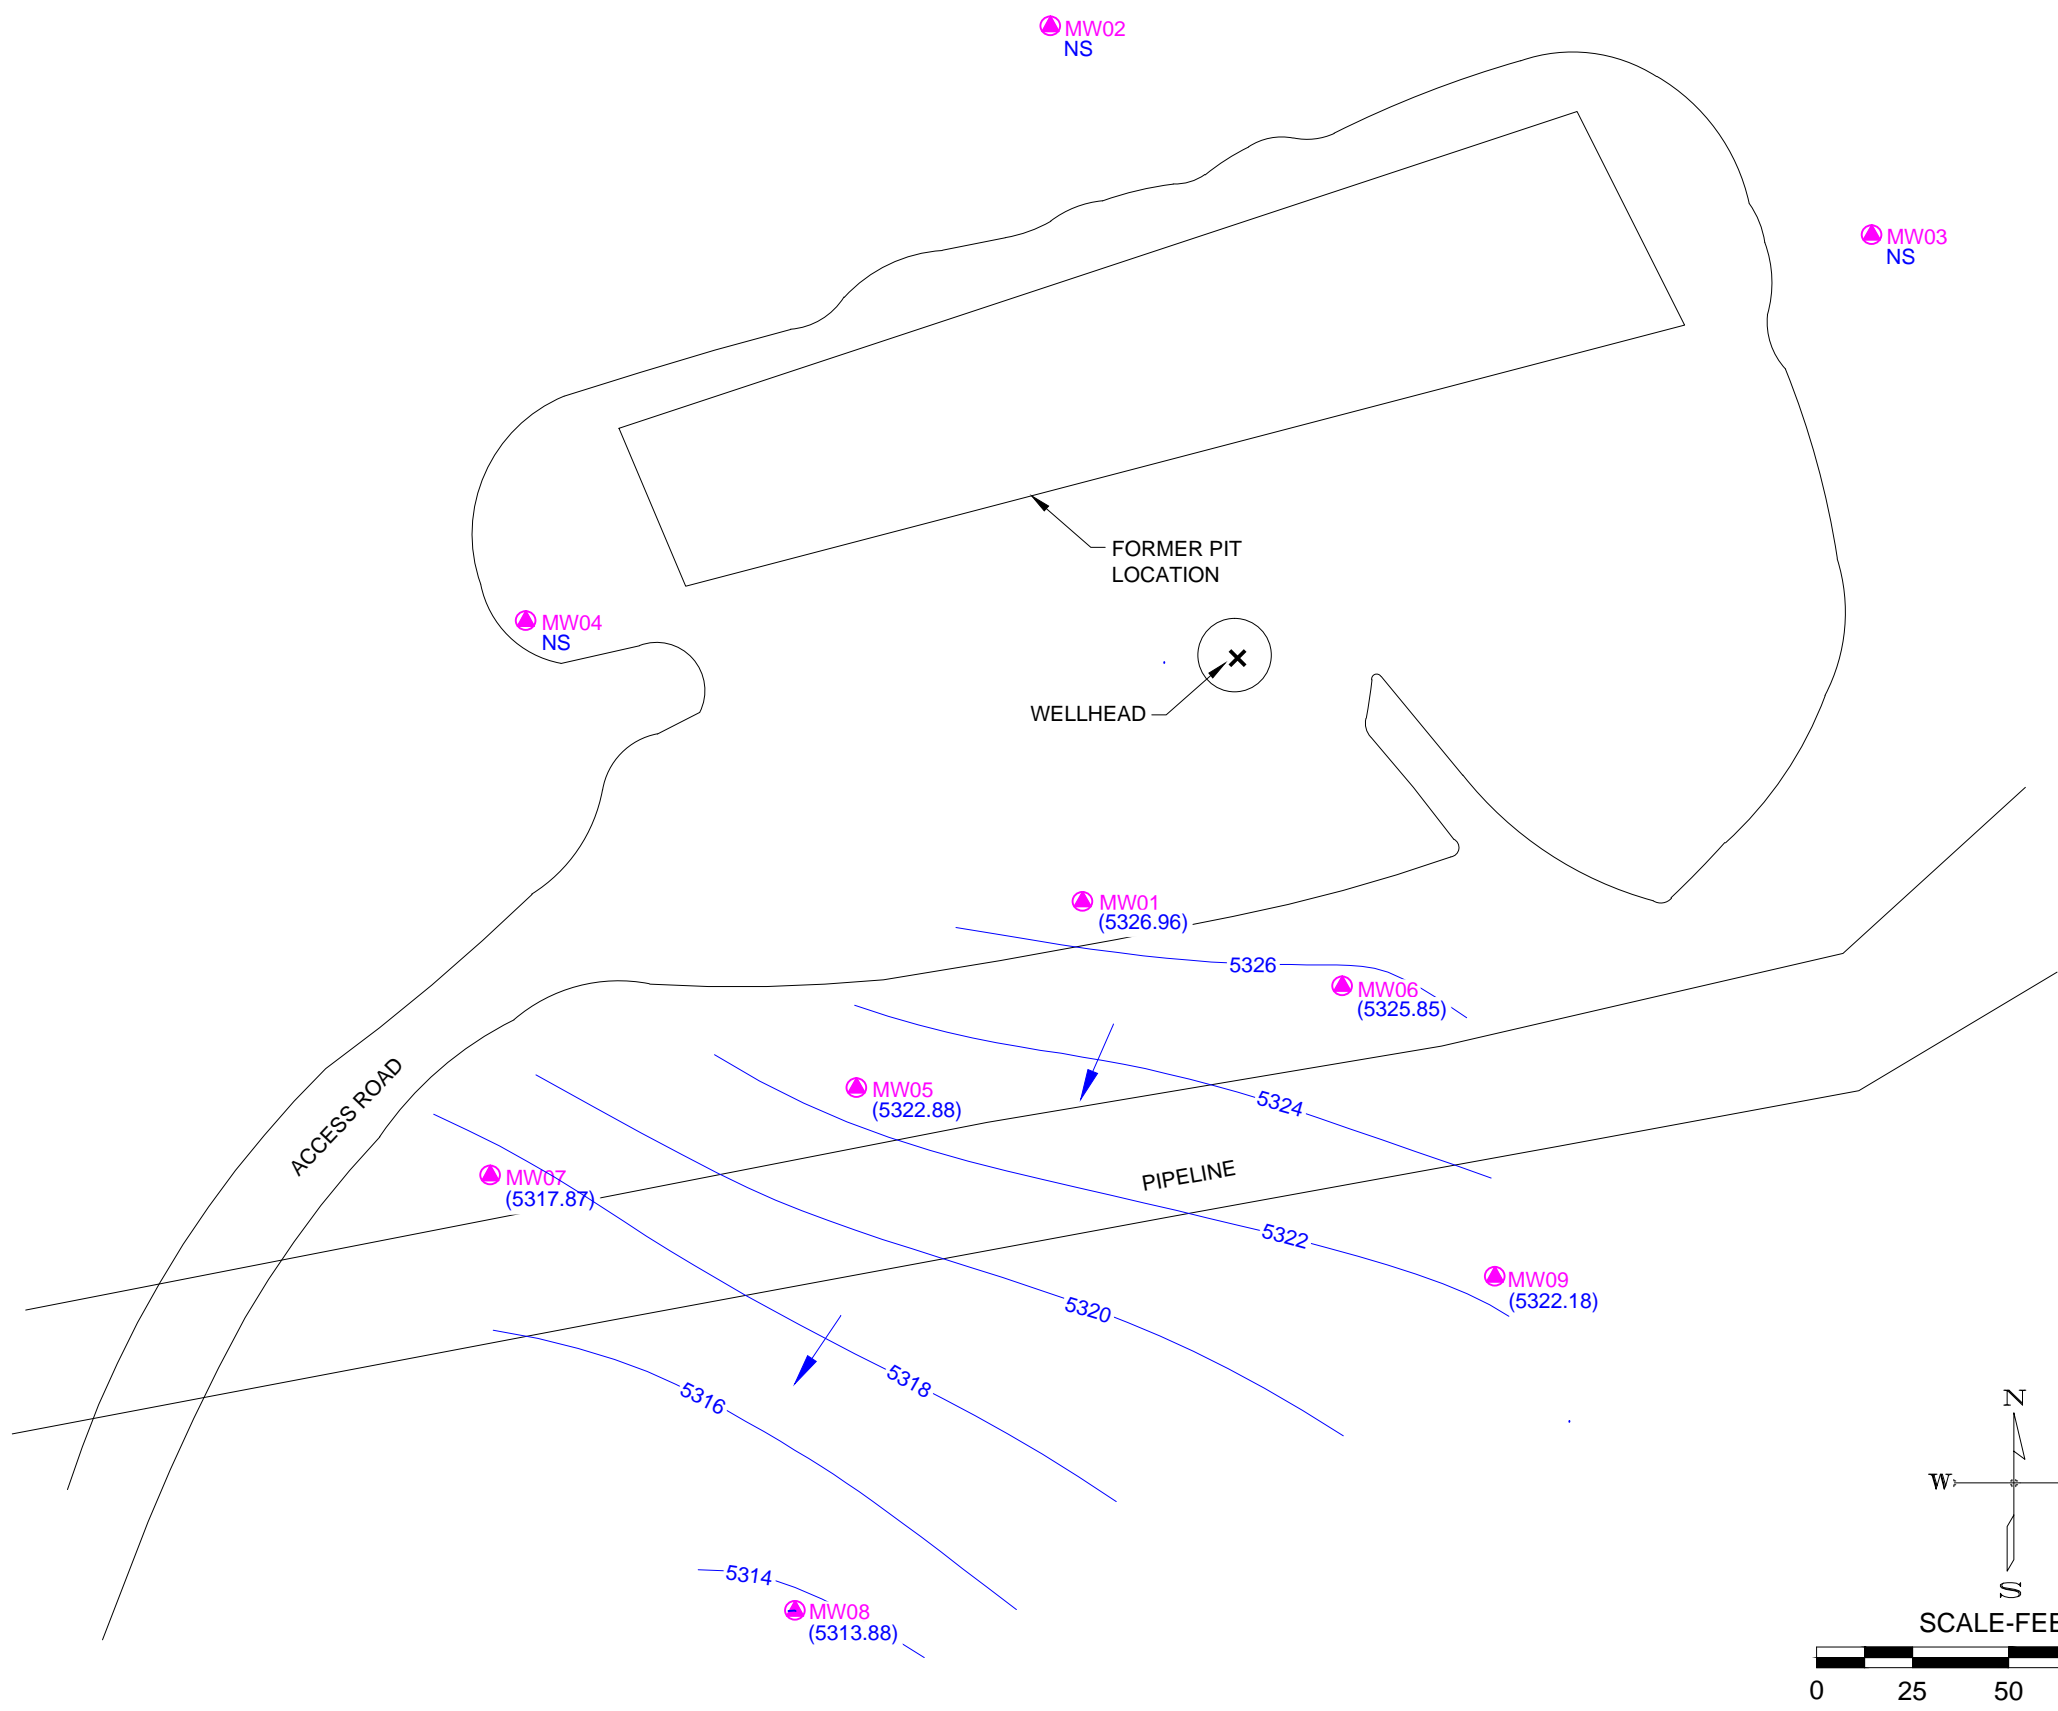 MW02
NS
MW03
NS
FORMER PIT
LOCATION
MW04
NS
WELLHEAD
MW01
(5326.96)
5326
MW06
(5325.85)
ACCESS ROAD
MW05
(5322.88)
5324
MW07
(5317.87)
PIPELINE
5322
MW09
(5322.18)
5320
5318
5316
N
W
S
5314
MW08
(5313.88)
SCALE-FEE
0 25 50